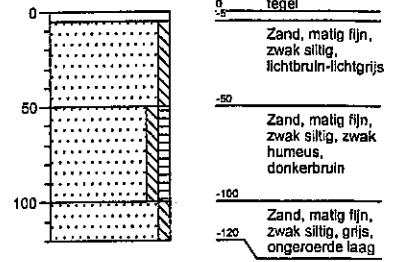 0
0 tegel
-5
Zand, matig fijn,
zwak siltig,
lichtbruin-lichtgrijs
50
-50
Zand, matig fijn,
zwak siltig, zwak
humeus,
donkerbruin
100
-100
Zand, matig fijn,
-120 zwak siltig, grijs,
ongeroerde laag